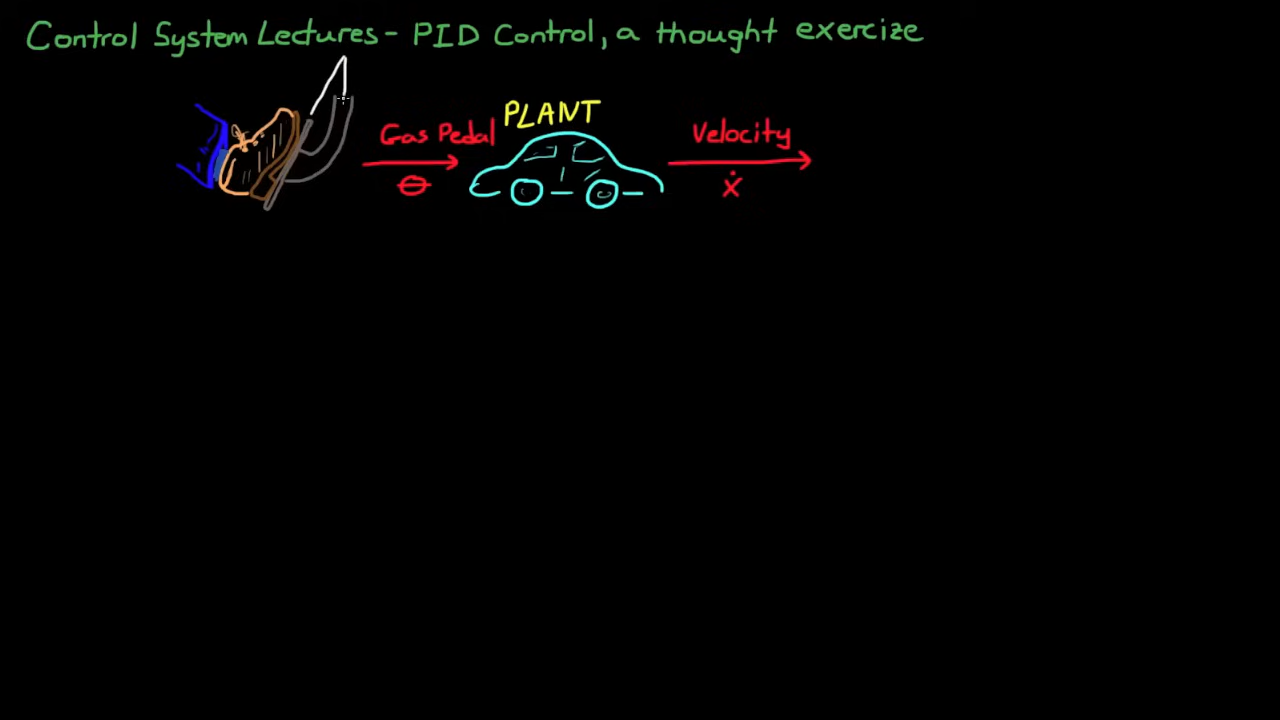 Control System Lectures - PID Control, a thought exercize
PLANT
Gas Pedal
Velocity
θ
ẋ